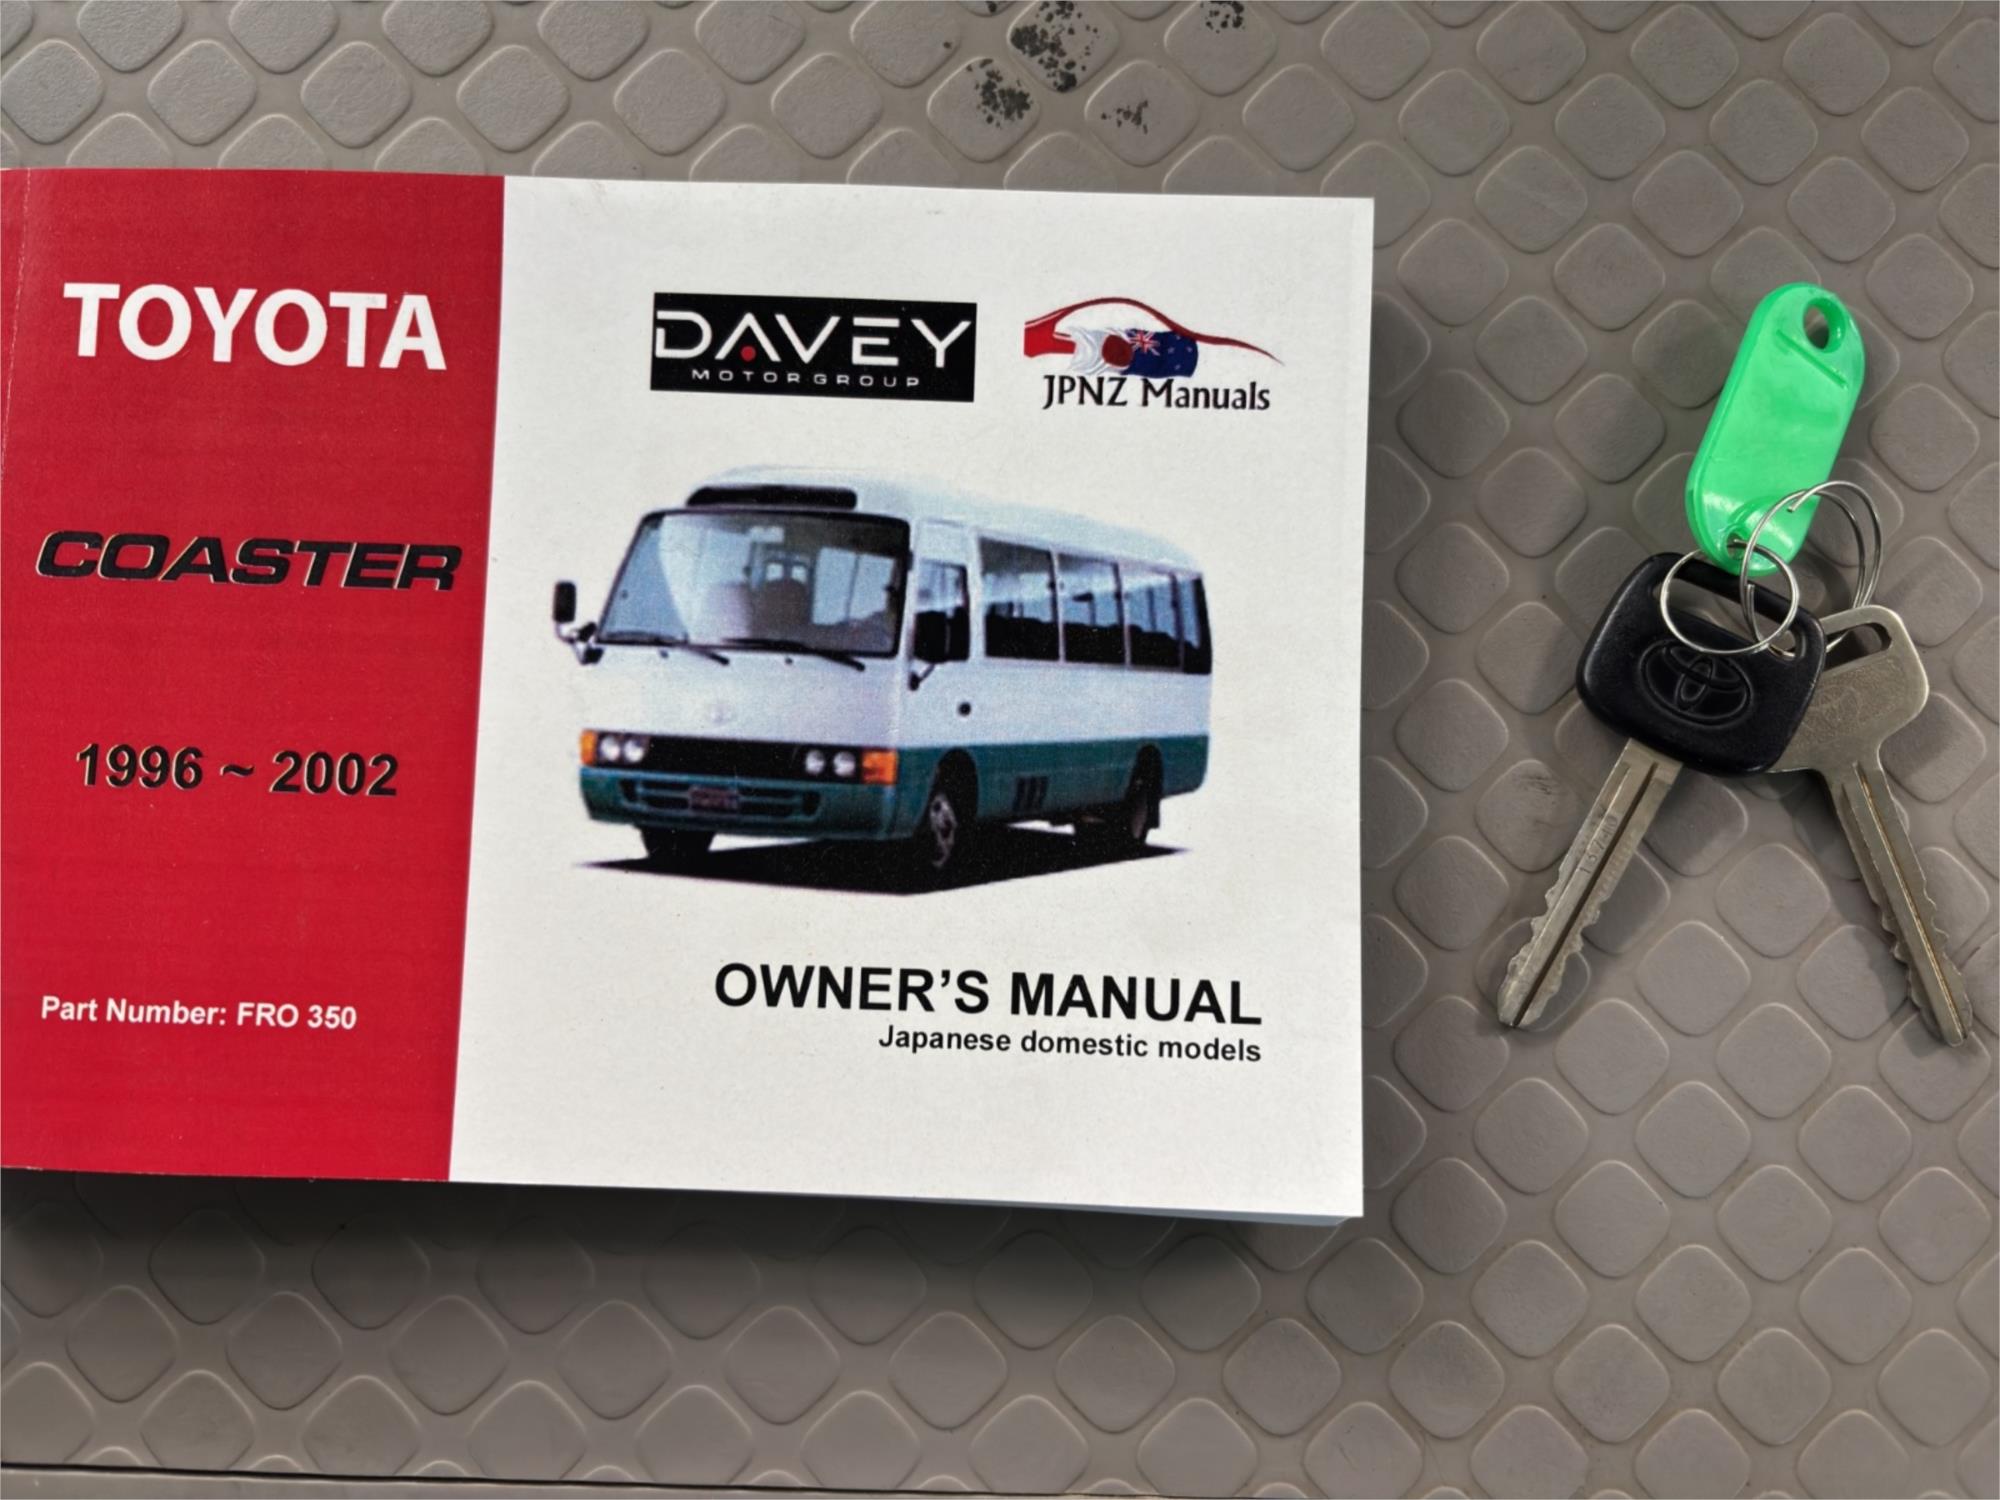 TOYOTA
COASTER
1996 ~ 2002
Part Number: FRO 350
DAVEY
MOTOR GROUP
JPNZ Manuals
OWNER'S MANUAL
Japanese domestic models